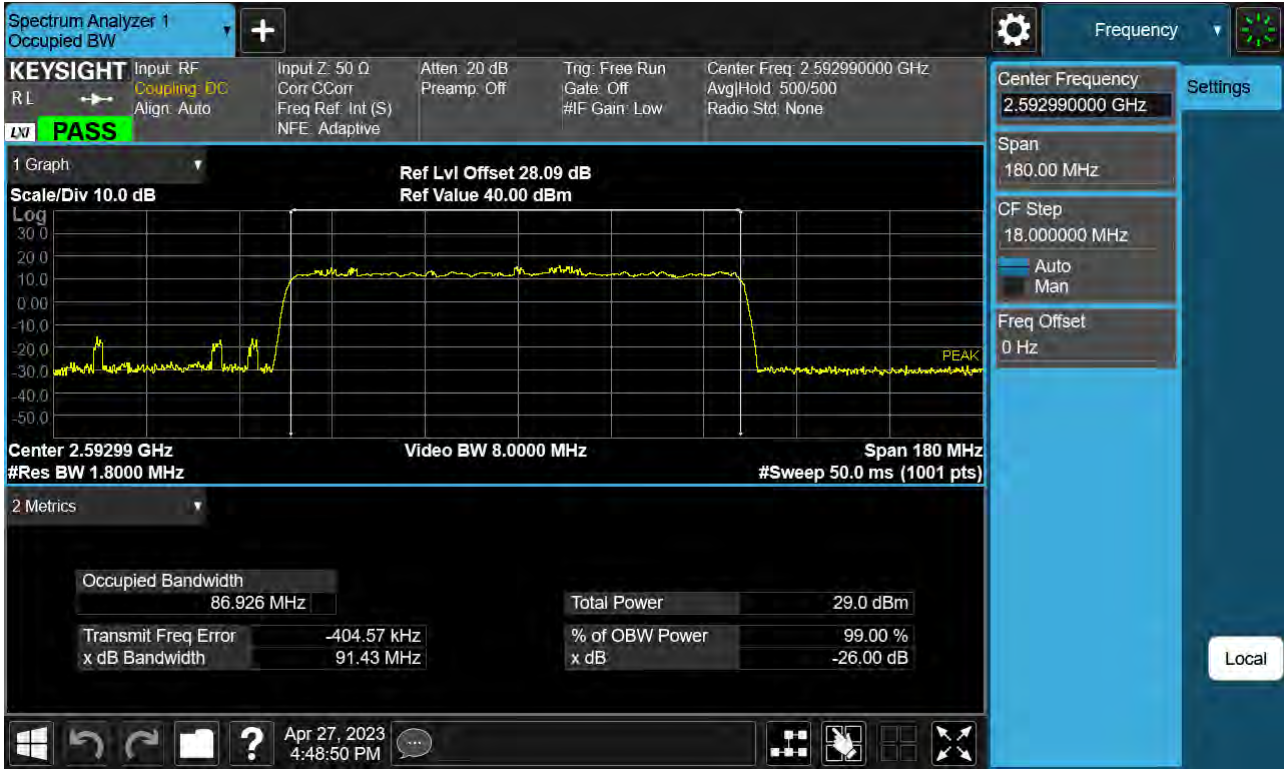 Spectrum Analyzer 1
Occupied BW
+
Frequency
KEYSIGHT
R L
LXI
PASS
Input: RF
Coupling: DC
Align: Auto
Input Z: 50 Ω
Corr CCorr
Freq Ref: Int (S)
NFE: Adaptive
Atten: 20 dB
Preamp: Off
Trig: Free Run
Gate: Off
#IF Gain: Low
Center Freq: 2.592990000 GHz
Avg|Hold: 500/500
Radio Std: None
Center Frequency
2.592990000 GHz
Settings
Span
180.00 MHz
CF Step
18.000000 MHz
Auto
Man
Freq Offset
0 Hz
1 Graph
Scale/Div 10.0 dB
Ref Lvl Offset 28.09 dB
Ref Value 40.00 dBm
Log
30.0
20.0
10.0
0.00
-10.0
-20.0
-30.0
-40.0
-50.0
PEAK
Center 2.59299 GHz
Video BW 8.0000 MHz
Span 180 MHz
#Res BW 1.8000 MHz
#Sweep 50.0 ms (1001 pts)
2 Metrics
Occupied Bandwidth
86.926 MHz
Total Power 29.0 dBm
Transmit Freq Error -404.57 kHz
% of OBW Power 99.00 %
x dB Bandwidth 91.43 MHz
x dB -26.00 dB
Local
?
Apr 27, 2023
4:48:50 PM